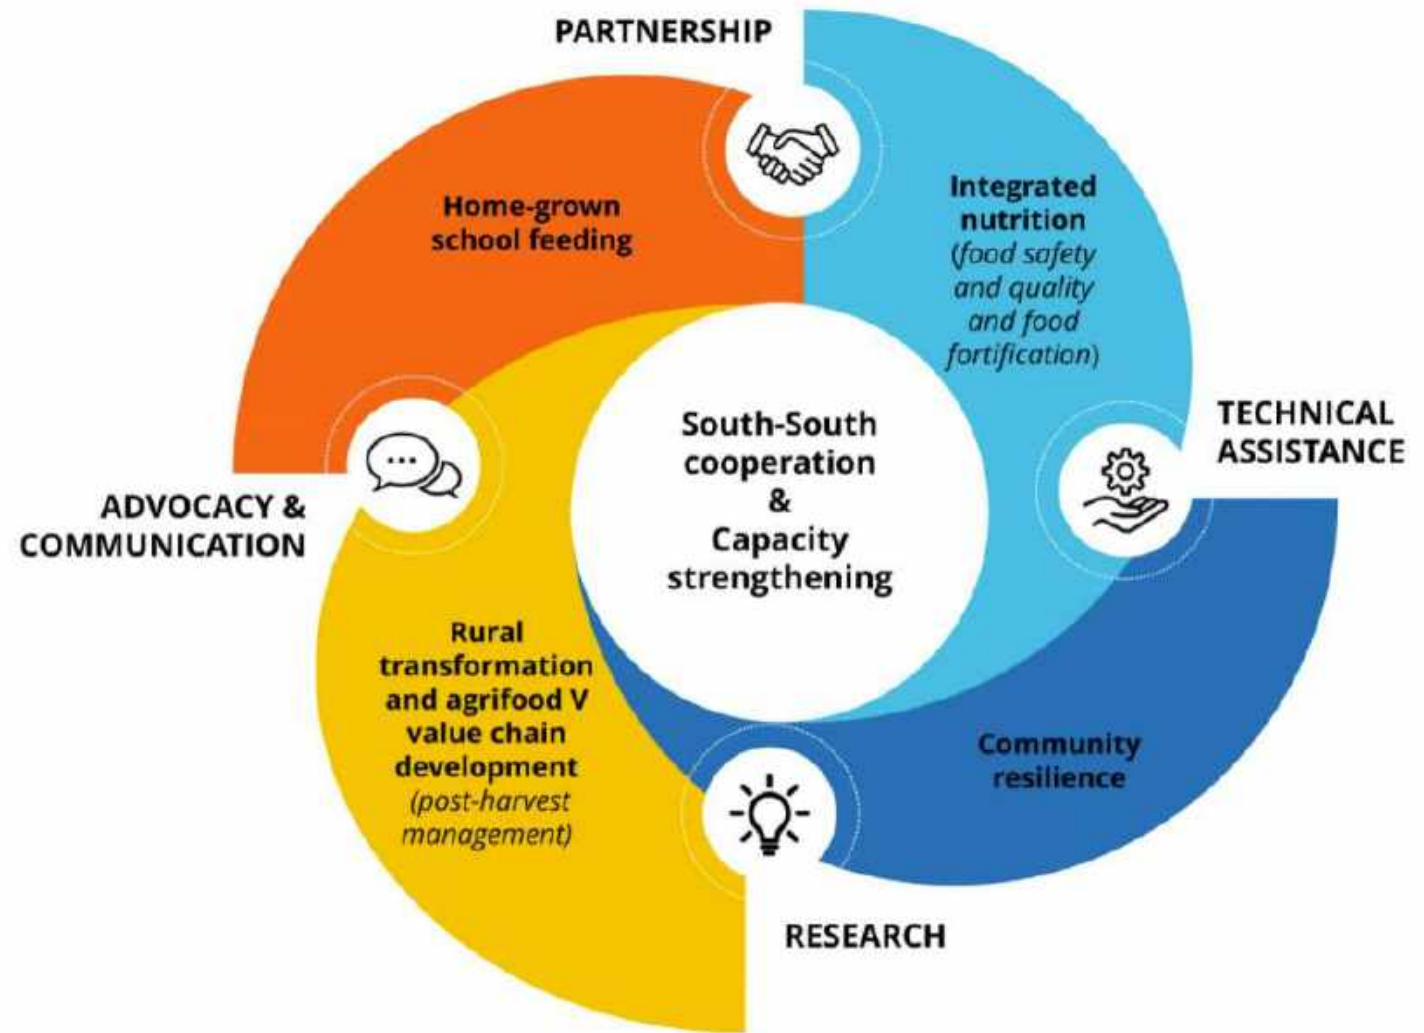 PARTNERSHIP
Home-grown
school feeding
Integrated
nutrition
(food safety
and quality
and food
fortification)
TECHNICAL
ASSISTANCE
South-South
cooperation
&
Capacity
strengthening
ADVOCACY &
COMMUNICATION
Rural
transformation
and agrifood V
value chain
development
(post-harvest
management)
Community
resilience
RESEARCH